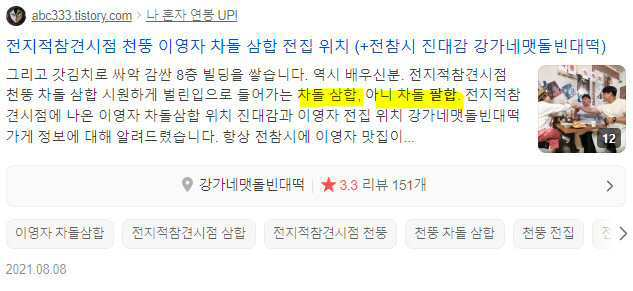 abc333.tistory.com › 나 혼자 연봉 UP!
전지적참견시점 천뚱 이영자 차돌 삼합 전집 위치 (+전참시 진대감 강가네맷돌빈대떡)
그리고 갓김치로 싸악 감싼 8층 빌딩을 쌓습니다. 역시 배우신분. 전지적참견시점
천뚱 차돌 삼합 시원하게 벌린입으로 들어가는 차돌 삼합, 아니 차돌 팔합. 전지적참
견시점에 나온 이영자 차돌삼합 위치 진대감과 이영자 전집 위치 강가네맷돌빈대떡
가게 정보에 대해 알려드렸습니다. 항상 전참시에 이영자 맛집이...
12
강가네맷돌빈대떡 ★ 3.3 리뷰 151개
이영자 차돌삼합 전지적참견시점 삼합 전지적참견시점 천뚱 천뚱 차돌 삼합 천뚱 전집
2021.08.08